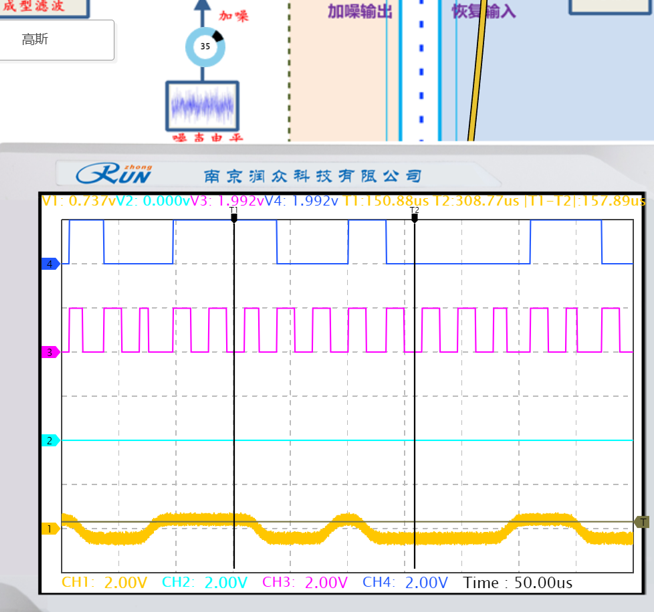 成型滤波
高斯
加噪
35
噪声电平
加噪输出
恢复输入
zhong
RUN
南京润众科技有限公司
V1: 0.737v V2: 0.000v V3: 1.992v V4: 1.992v T1:150.88us T2:308.77us |T1-T2|:157.89us
T1
T2
4
3
2
1
T
CH1: 2.00V CH2: 2.00V CH3: 2.00V CH4: 2.00V Time : 50.00us